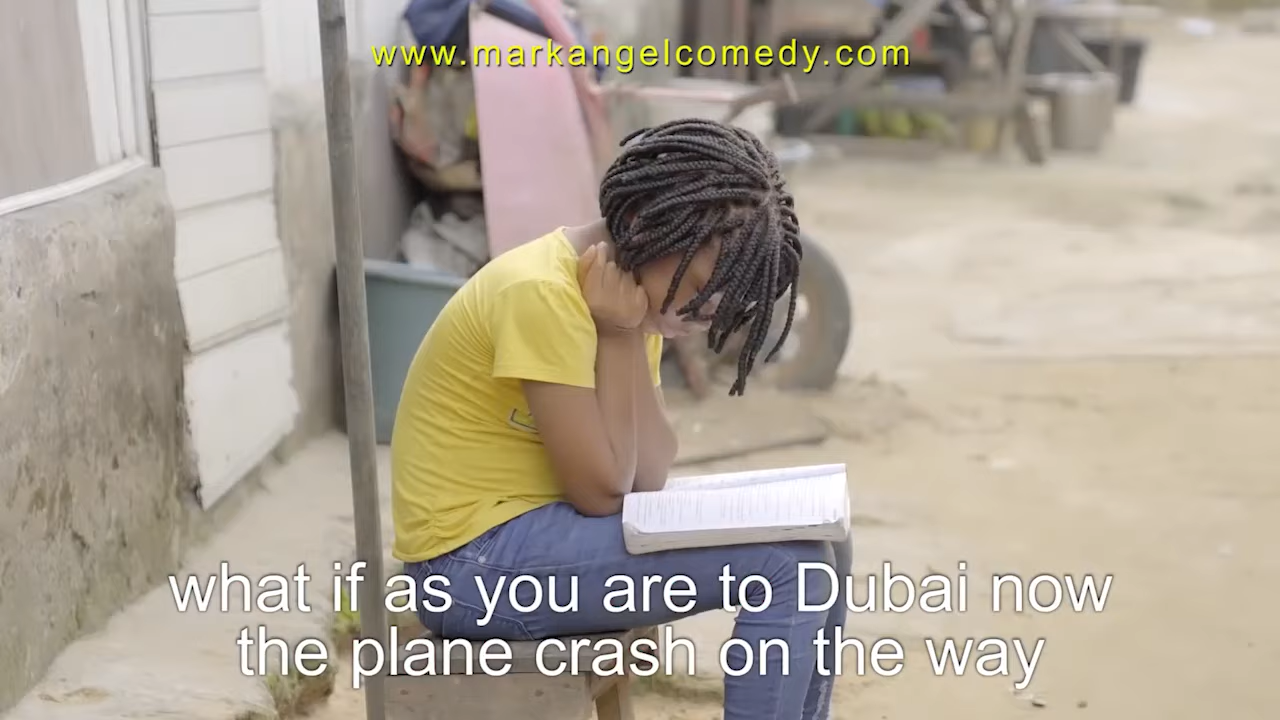 www.markangelcomedy.com
what if as you are to Dubai now
the plane crash on the way